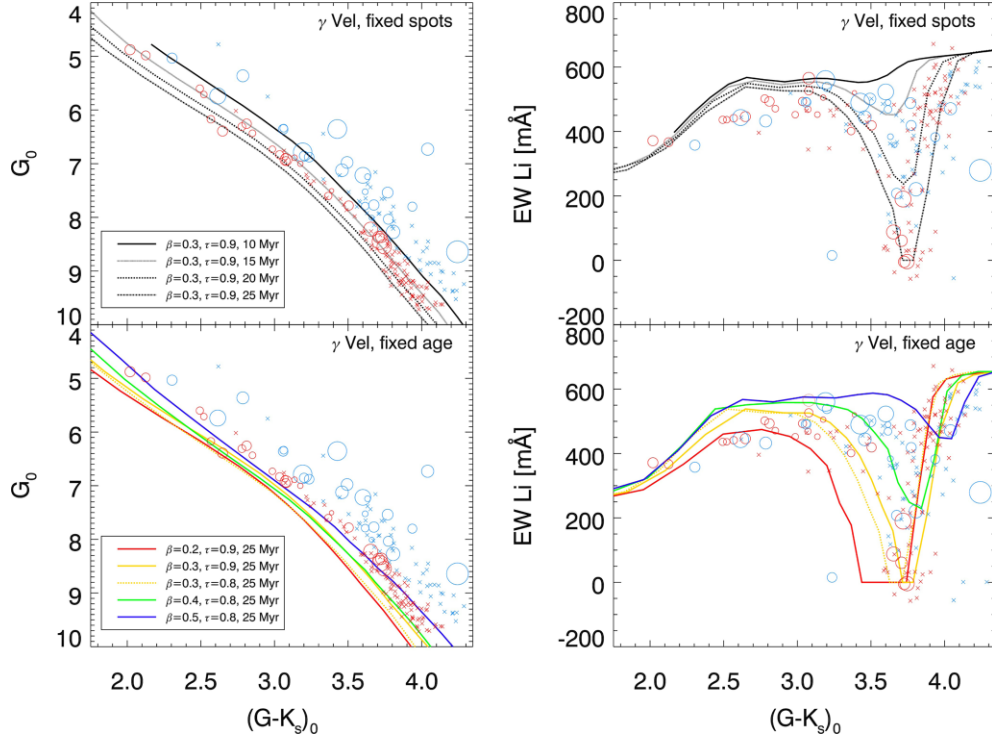 γ Vel, fixed spots
4
5
6
7
8
9
10
G₀
β=0.3, τ=0.9, 10 Myr
β=0.3, τ=0.9, 15 Myr
β=0.3, τ=0.9, 20 Myr
β=0.3, τ=0.9, 25 Myr
γ Vel, fixed spots
800
600
400
200
0
-200
EW Li [mÅ]
γ Vel, fixed age
4
5
6
7
8
9
10
G₀
β=0.2, τ=0.9, 25 Myr
β=0.3, τ=0.9, 25 Myr
β=0.3, τ=0.8, 25 Myr
β=0.4, τ=0.8, 25 Myr
β=0.5, τ=0.8, 25 Myr
2.0 2.5 3.0 3.5 4.0
(G-Kₛ)₀
γ Vel, fixed age
800
600
400
200
0
-200
EW Li [mÅ]
2.0 2.5 3.0 3.5 4.0
(G-Kₛ)₀